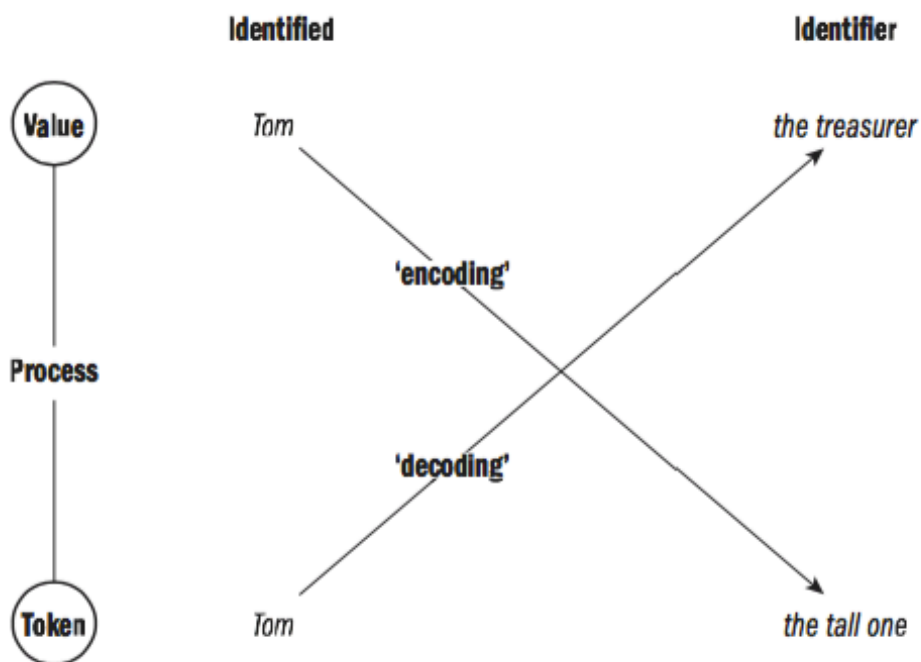 Identified Identifier
Value Tom the treasurer
'encoding'
Process
'decoding'
Token Tom the tall one